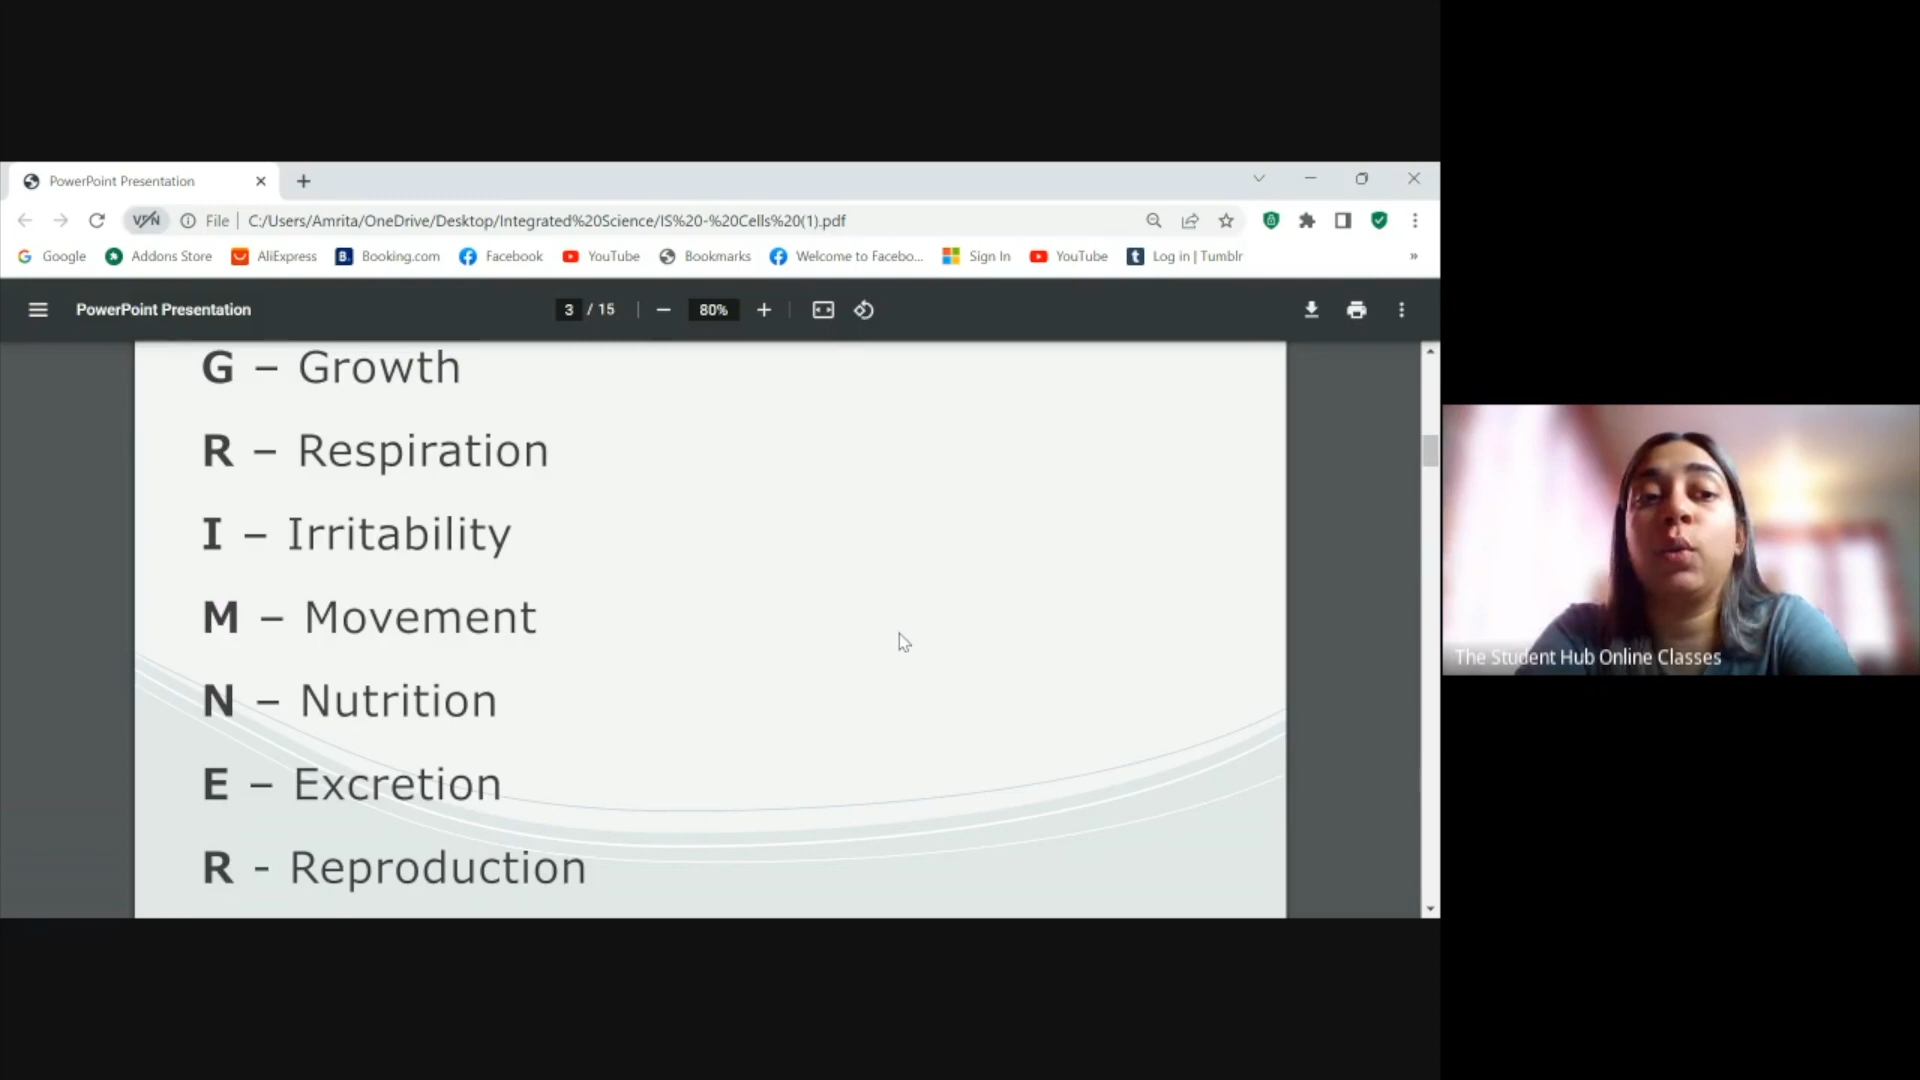 PowerPoint Presentation
VPN File C:/Users/Amrita/OneDrive/Desktop/Integrated%20Science/IS%20-%20Cells%20(1).pdf
Google Addons Store AliExpress B. Booking.com Facebook YouTube Bookmarks Welcome to Facebo... Sign In YouTube t Log in | Tumblr »
PowerPoint Presentation 3 / 15 80%
G – Growth
R – Respiration
I – Irritability
M – Movement
N – Nutrition
E – Excretion
R - Reproduction
The Student Hub Online Classes